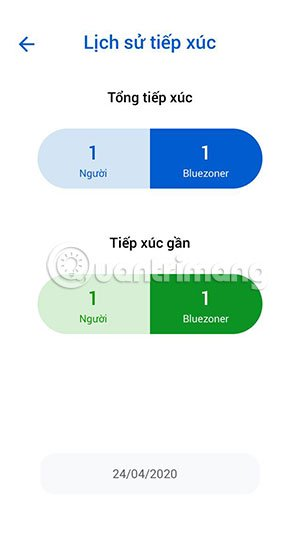 Lịch sử tiếp xúc
Tổng tiếp xúc
1 1
Người Bluezoner
Tiếp xúc gần
Quantrimang
1 1
Người Bluezoner
24/04/2020